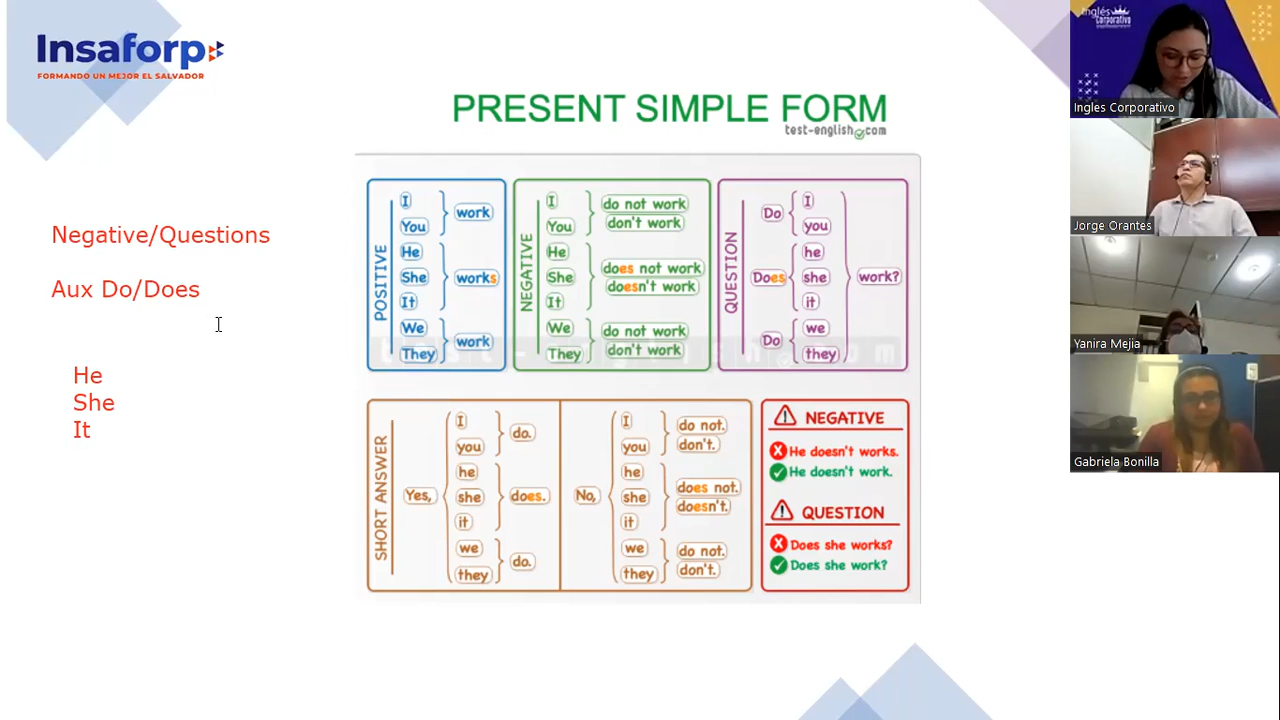 Insaforp
FORMANDO UN MEJOR EL SALVADOR
PRESENT SIMPLE FORM
test-english.com
Negative/Questions
Aux Do/Does
He
She
It
POSITIVE
I
You
work
He
She
It
works
We
They
work
NEGATIVE
I
You
do not work
don't work
He
She
It
does not work
doesn't work
We
They
do not work
don't work
QUESTION
Do
I
you
Does
he
she
it
Do
we
they
work?
SHORT ANSWER
Yes,
I
you
do.
he
she
it
does.
we
they
do.
No,
I
you
do not.
don't.
he
she
it
does not.
doesn't.
we
they
do not.
don't.
NEGATIVE
He doesn't works.
He doesn't work.
QUESTION
Does she works?
Does she work?
Inglés
Corporativo
Ingles Corporativo
Jorge Orantes
Yanira Mejia
Gabriela Bonilla